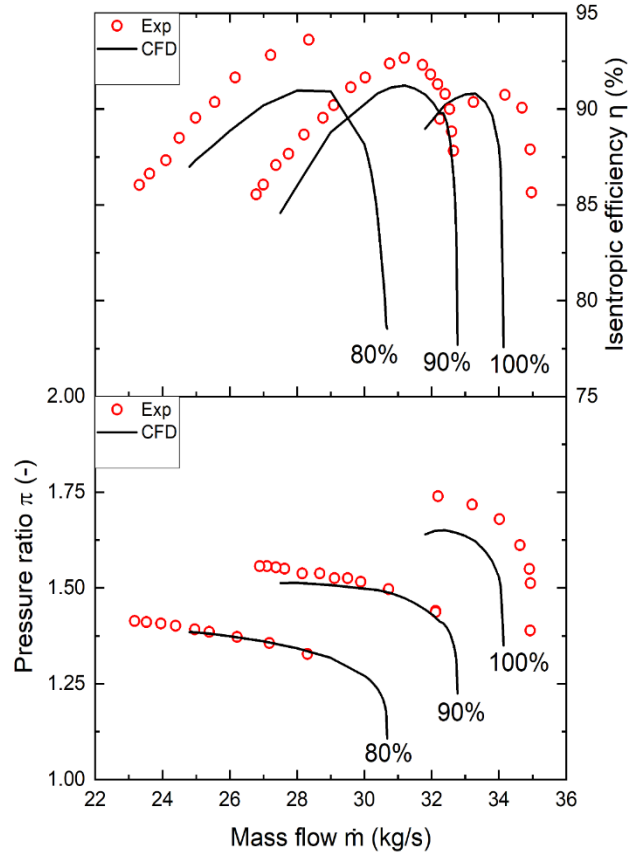 Exp
CFD
95
90
85
80
75
Isentropic efficiency η (%)
80%
90%
100%
Exp
CFD
2.00
1.75
1.50
1.25
1.00
Pressure ratio π (-)
100%
90%
80%
22 24 26 28 30 32 34 36
Mass flow ṁ (kg/s)